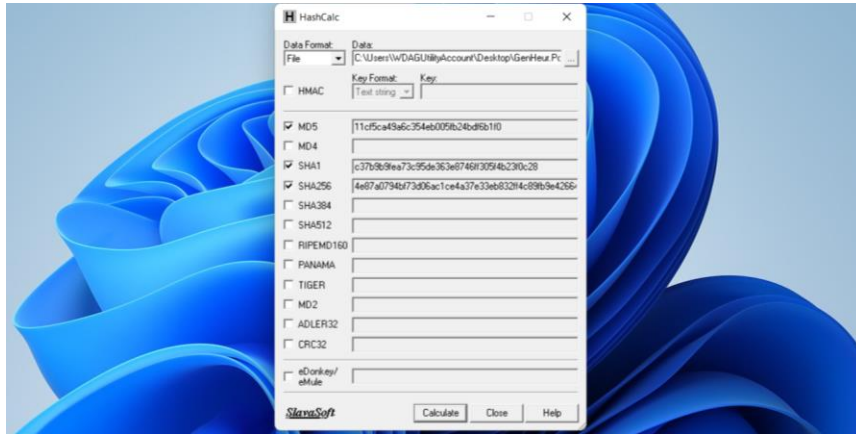 H HashCalc
Data Format: Data:
File C:\Users\WDAGUtilityAccount\Desktop\GenHeur.Pc ...
Key Format: Key:
HMAC Text string
MD5 11cf5ca49a6c354eb005fb24bdf6b1f0
MD4
SHA1 c37b9b9fea73c95de363e8746ff305f4b23f0c28
SHA256 4e87a0794bf73d06ac1ce4a37e33eb832ff4c89fb9e4266
SHA384
SHA512
RIPEMD160
PANAMA
TIGER
MD2
ADLER32
CRC32
eDonkey/
eMule
SlavaSoft Calculate Close Help